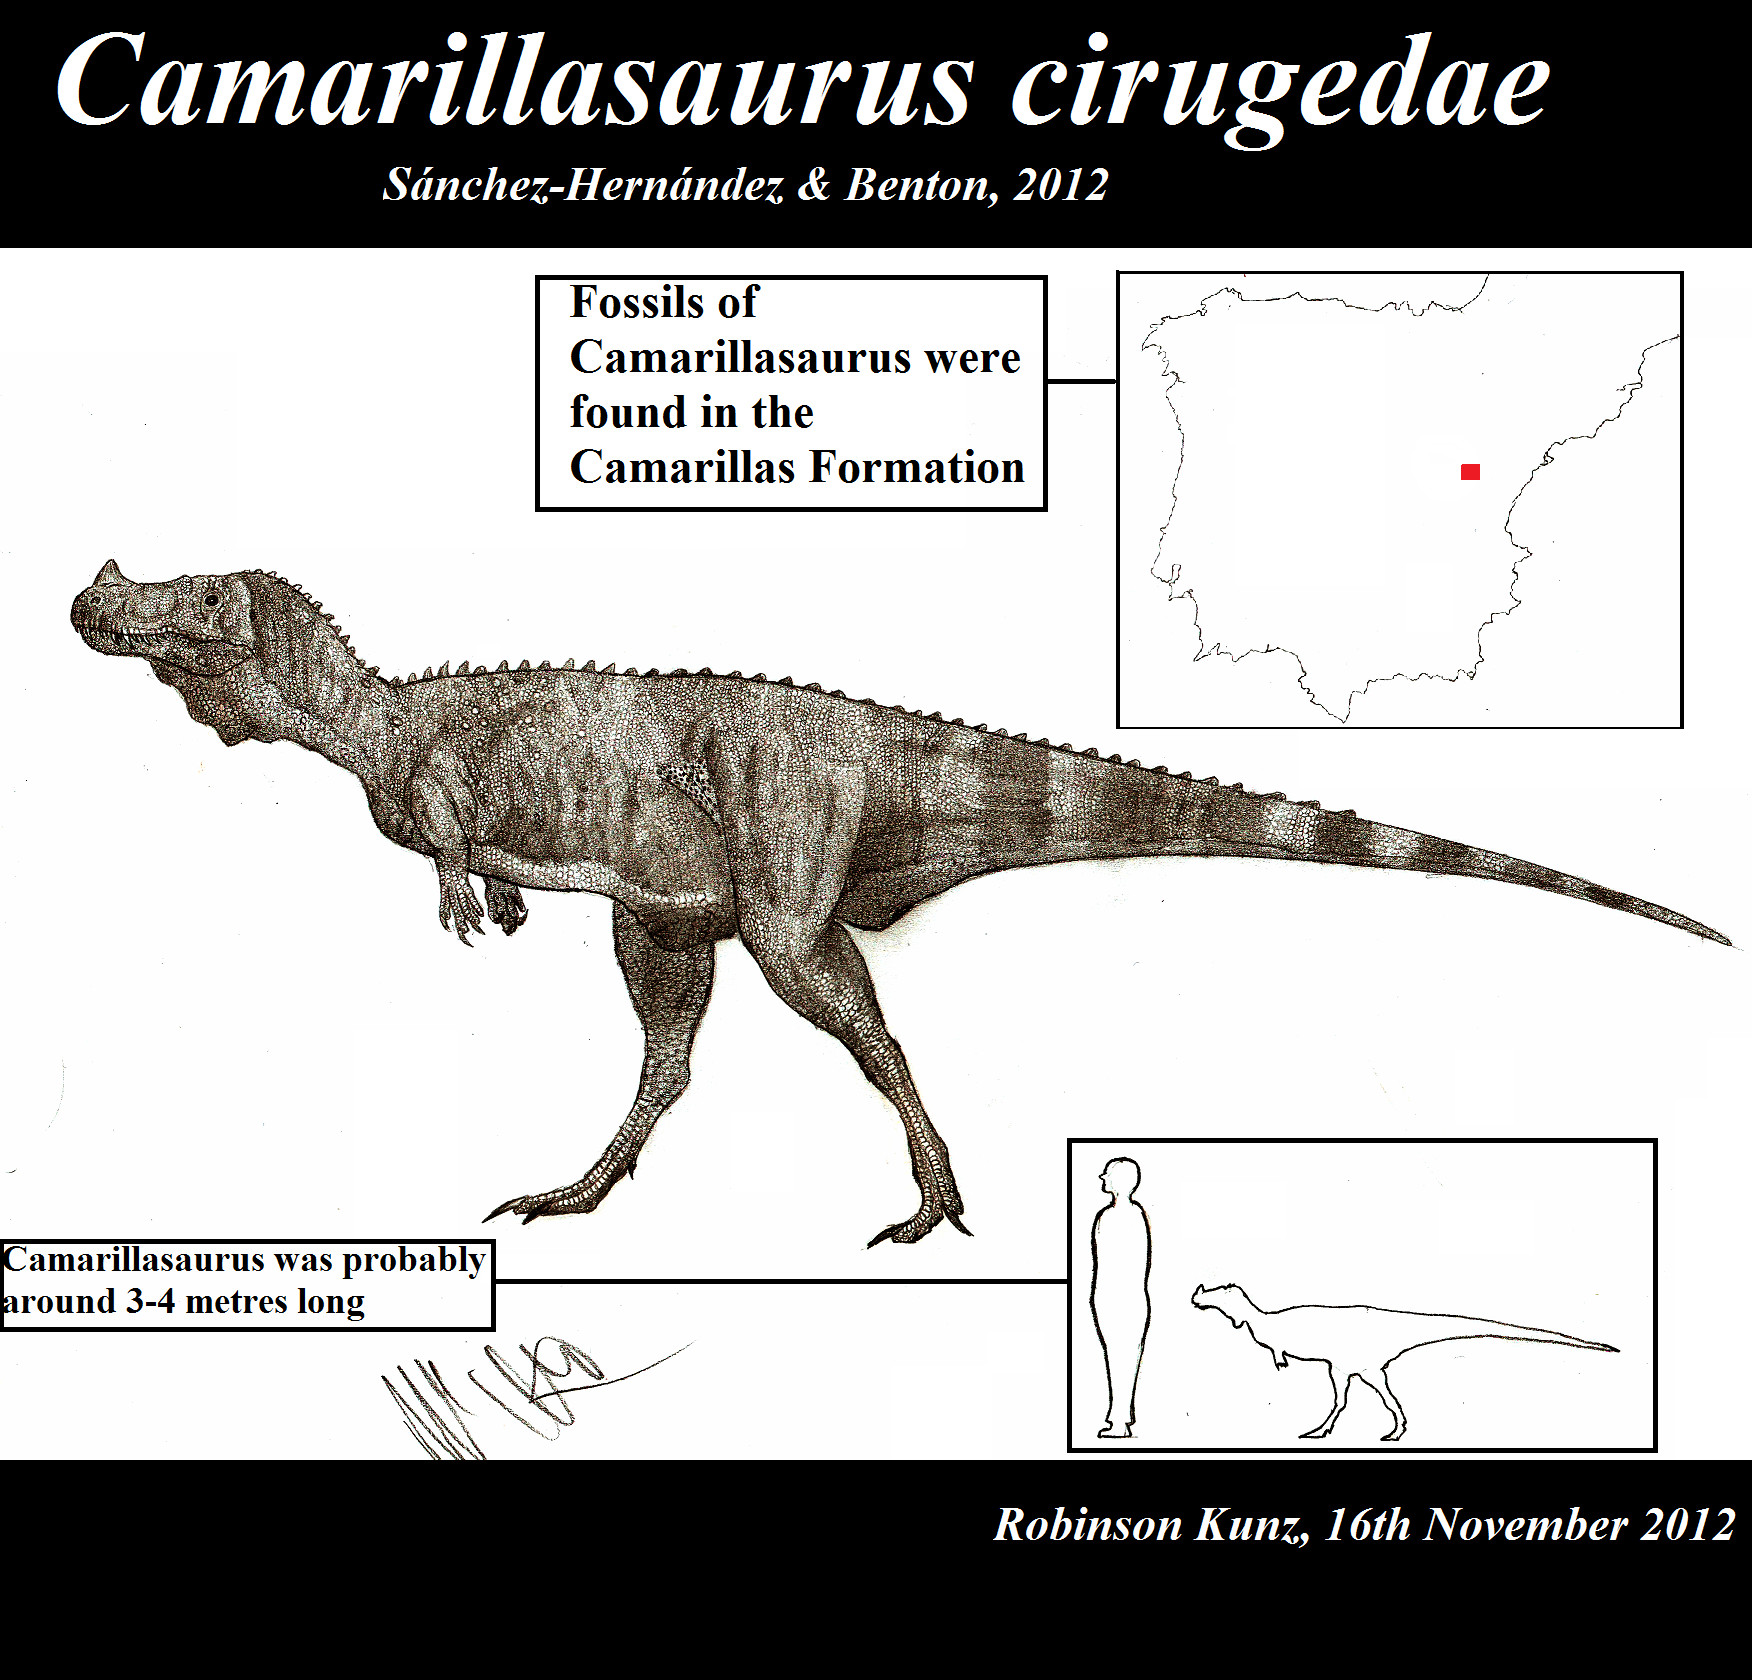 Camarillasaurus cirugedae
Sánchez-Hernández & Benton, 2012
Fossils of
Camarillasaurus were
found in the
Camarillas Formation
Camarillasaurus was probably
around 3-4 metres long
Robinson Kunz, 16th November 2012